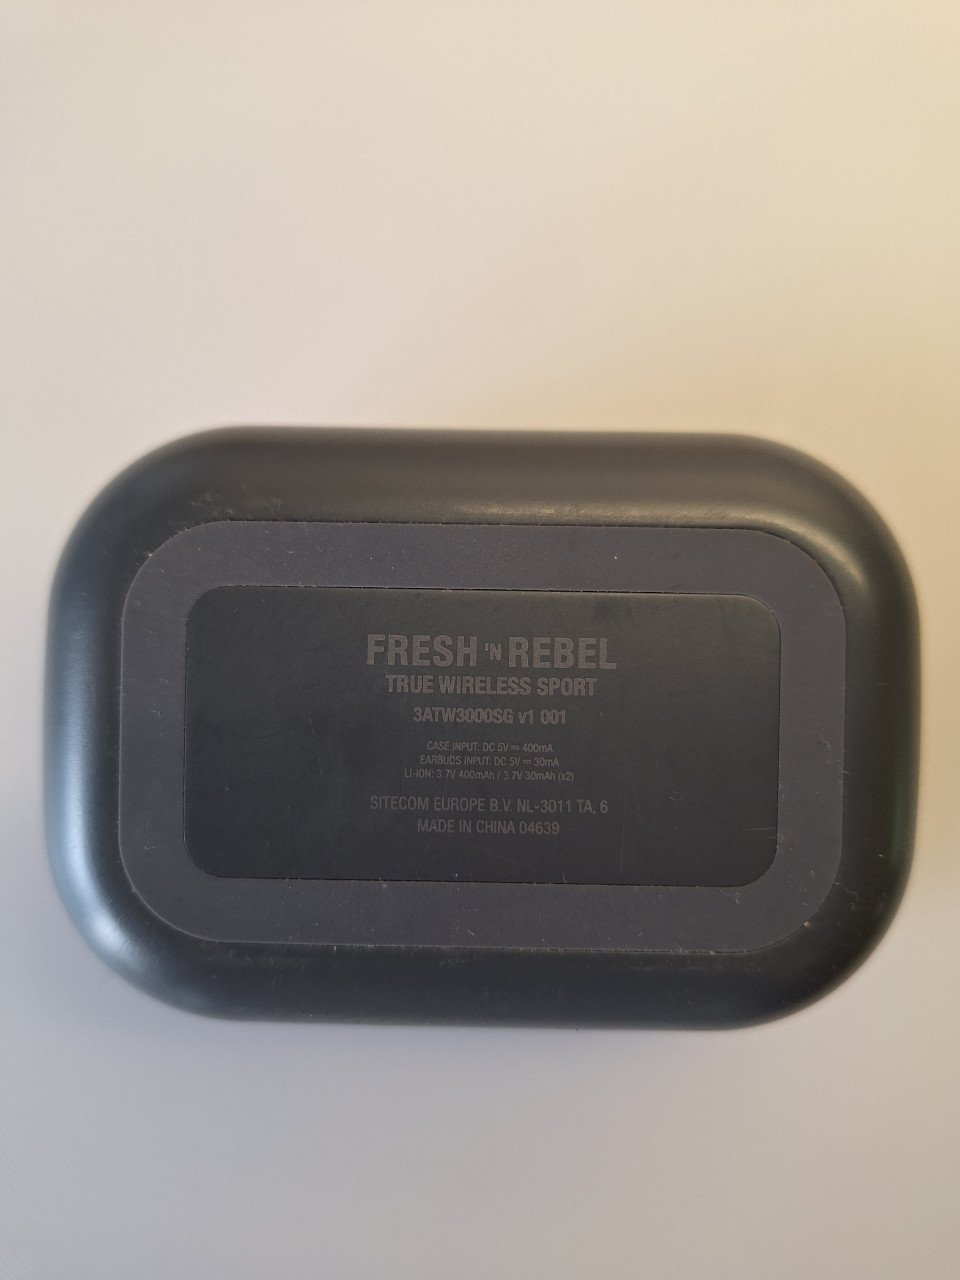 FRESH 'N REBEL
TRUE WIRELESS SPORT
3ATW3000SG v1 001
CASE INPUT: DC 5V ⎓ 400mA
EARBUDS INPUT: DC 5V ⎓ 30mA
LI-ION: 3.7V 400mAh / 3.7V 30mAh (x2)
SITECOM EUROPE B.V. NL-3011 TA, 6
MADE IN CHINA 04639